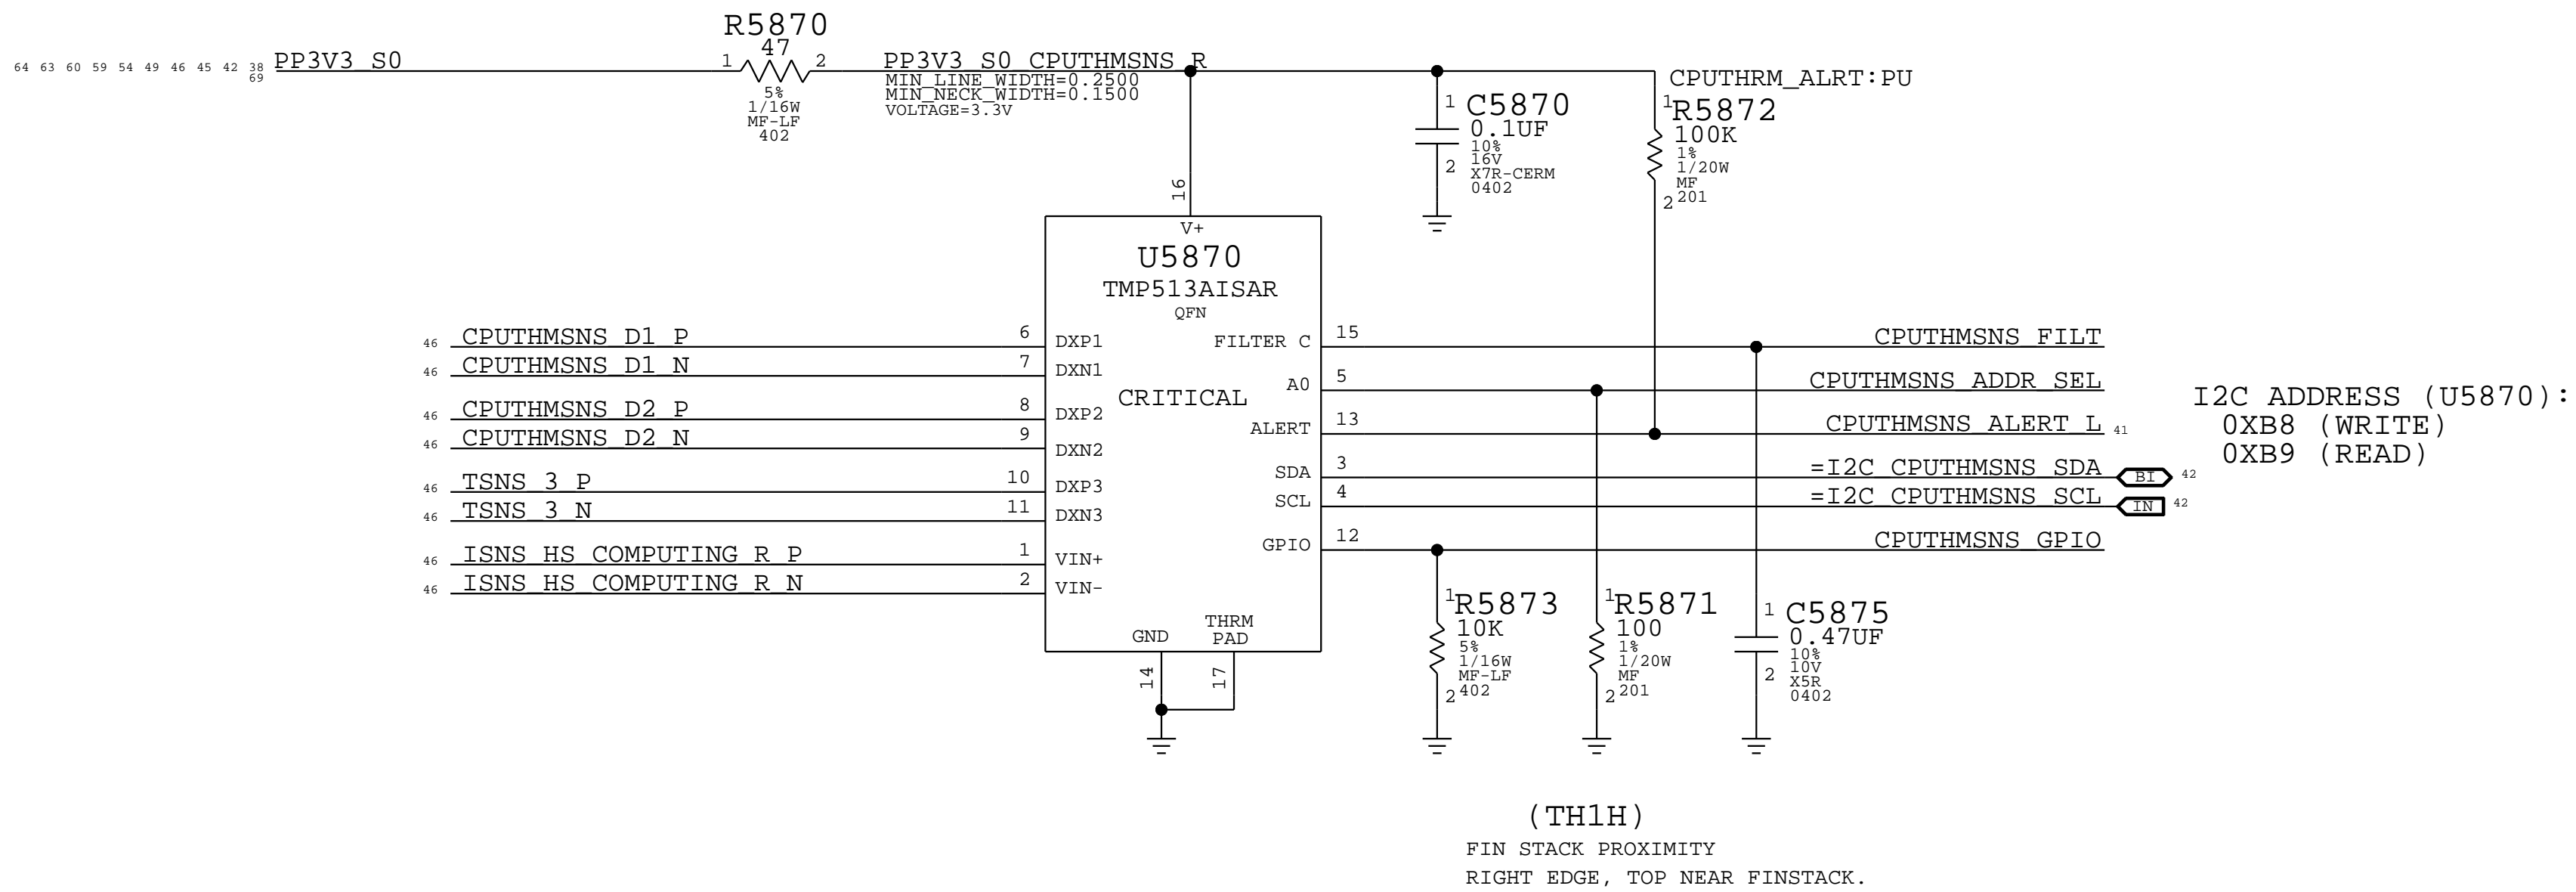 R5870
47
1
2
5%
1/16W
MF-LF
402
64 63 60 59 54 49 46 45 42 38
69
PP3V3_S0
PP3V3_S0_CPUTHMSNS_R
MIN_LINE_WIDTH=0.2500
MIN_NECK_WIDTH=0.1500
VOLTAGE=3.3V
1
C5870
0.1UF
10%
16V
X7R-CERM
0402
2
CPUTHRM_ALRT:PU
1
R5872
100K
1%
1/20W
MF
201
2
16
V+
U5870
TMP513AISAR
QFN
CRITICAL
46 CPUTHMSNS_D1_P 6 DXP1
46 CPUTHMSNS_D1_N 7 DXN1
46 CPUTHMSNS_D2_P 8 DXP2
46 CPUTHMSNS_D2_N 9 DXN2
46 TSNS_3_P 10 DXP3
46 TSNS_3_N 11 DXN3
46 ISNS_HS_COMPUTING_R_P 1 VIN+
46 ISNS_HS_COMPUTING_R_N 2 VIN-
FILTER C 15 CPUTHMSNS_FILT
A0 5 CPUTHMSNS_ADDR_SEL
ALERT 13 CPUTHMSNS_ALERT_L 41
SDA 3 =I2C_CPUTHMSNS_SDA BI 42
SCL 4 =I2C_CPUTHMSNS_SCL IN 42
GPIO 12 CPUTHMSNS_GPIO
I2C ADDRESS (U5870):
0XB8 (WRITE)
0XB9 (READ)
GND
THRM
PAD
14
17
1
R5873
10K
5%
1/16W
MF-LF
402
2
1
R5871
100
1%
1/20W
MF
201
2
1
C5875
0.47UF
10%
10V
X5R
0402
2
(TH1H)
FIN STACK PROXIMITY
RIGHT EDGE, TOP NEAR FINSTACK.